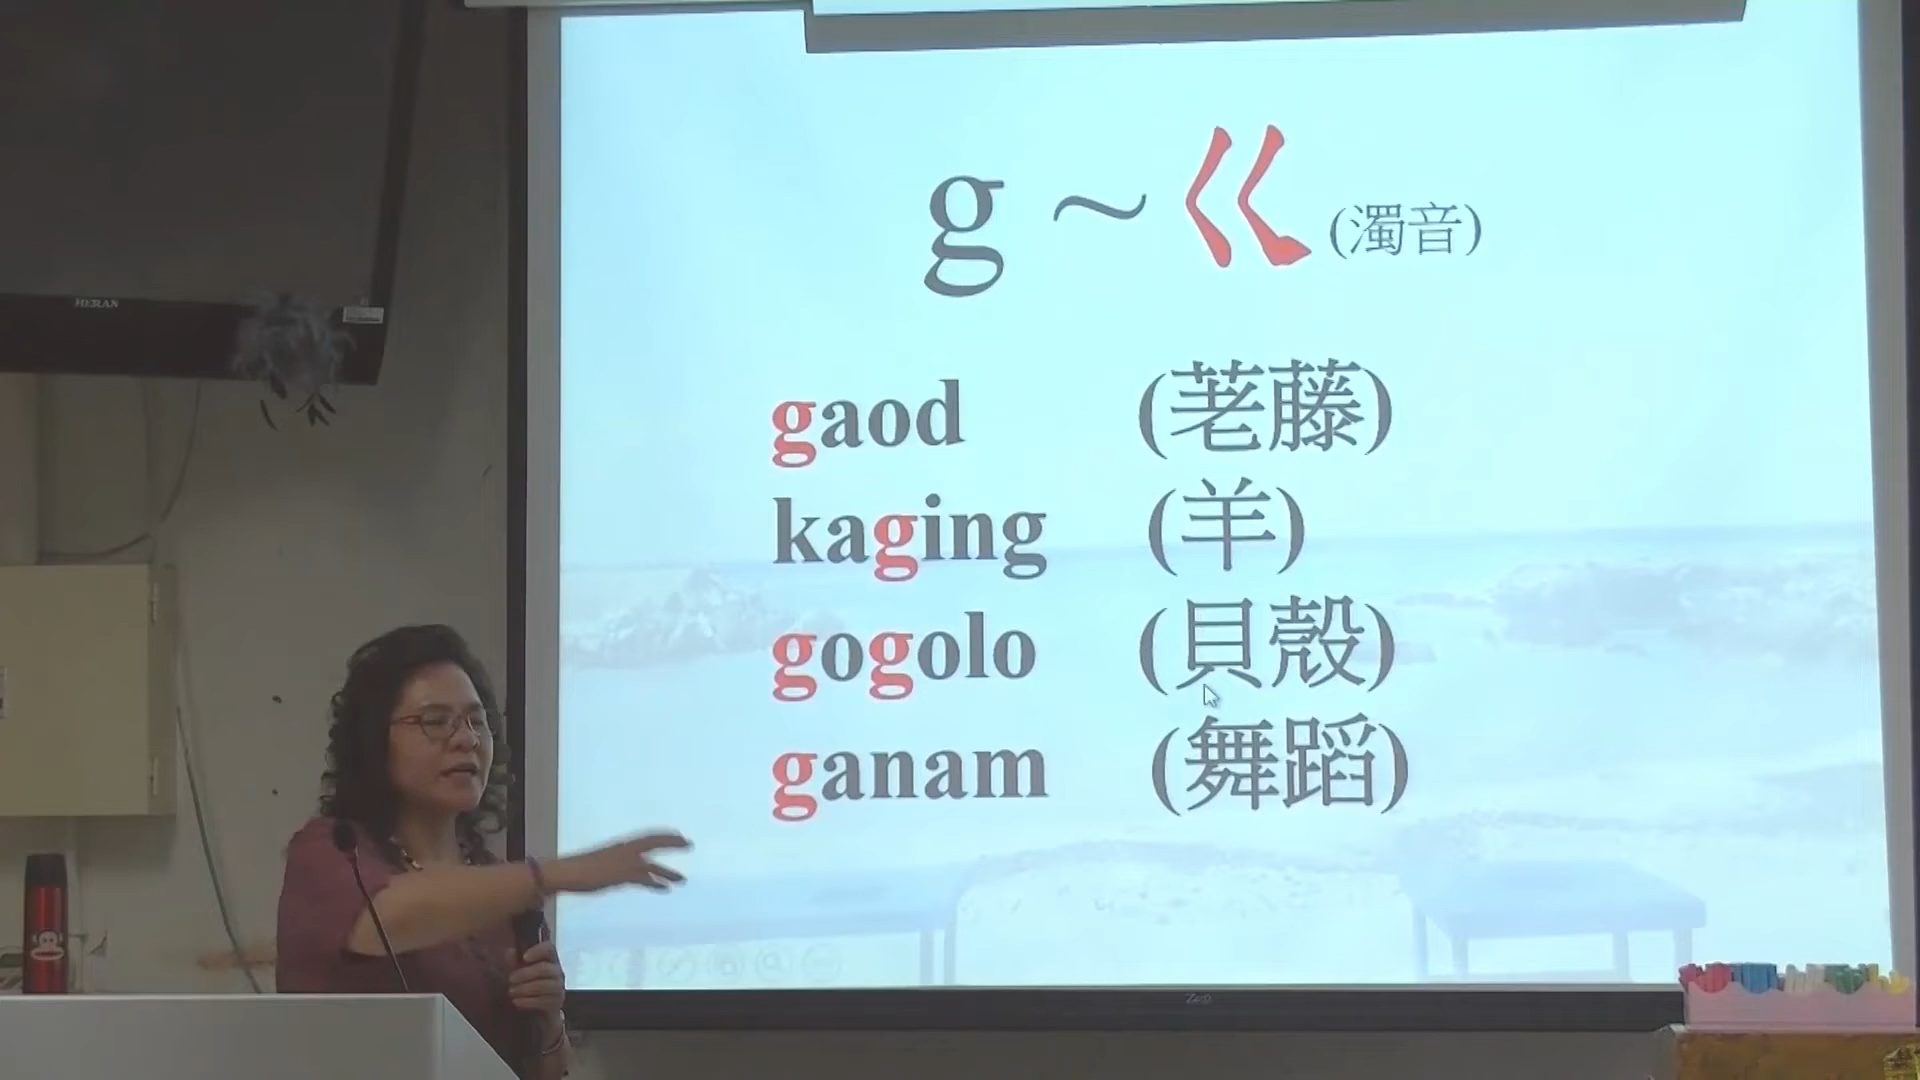 g ~ ㄍ (濁音)
gaod (荖藤)
kaging (羊)
gogolo (貝殼)
ganam (舞蹈)
HERAN